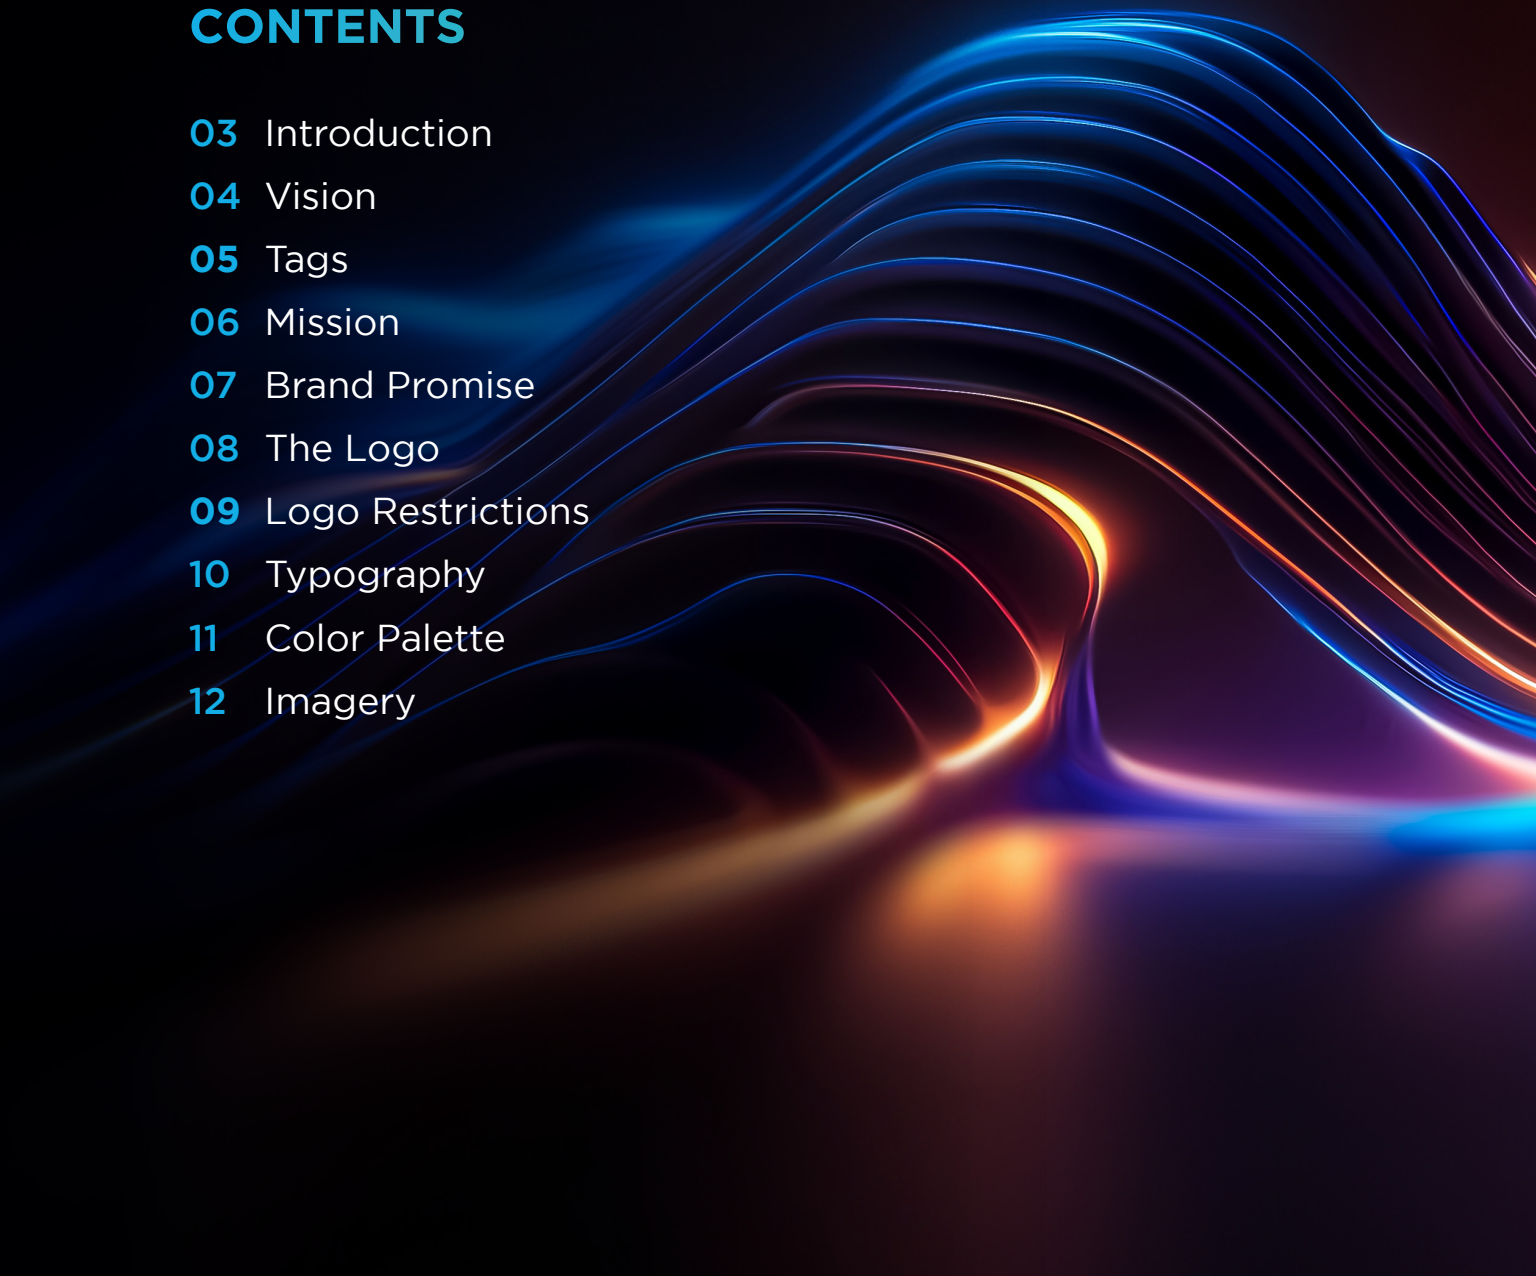 CONTENTS
03 Introduction
04 Vision
05 Tags
06 Mission
07 Brand Promise
08 The Logo
09 Logo Restrictions
10 Typography
11 Color Palette
12 Imagery